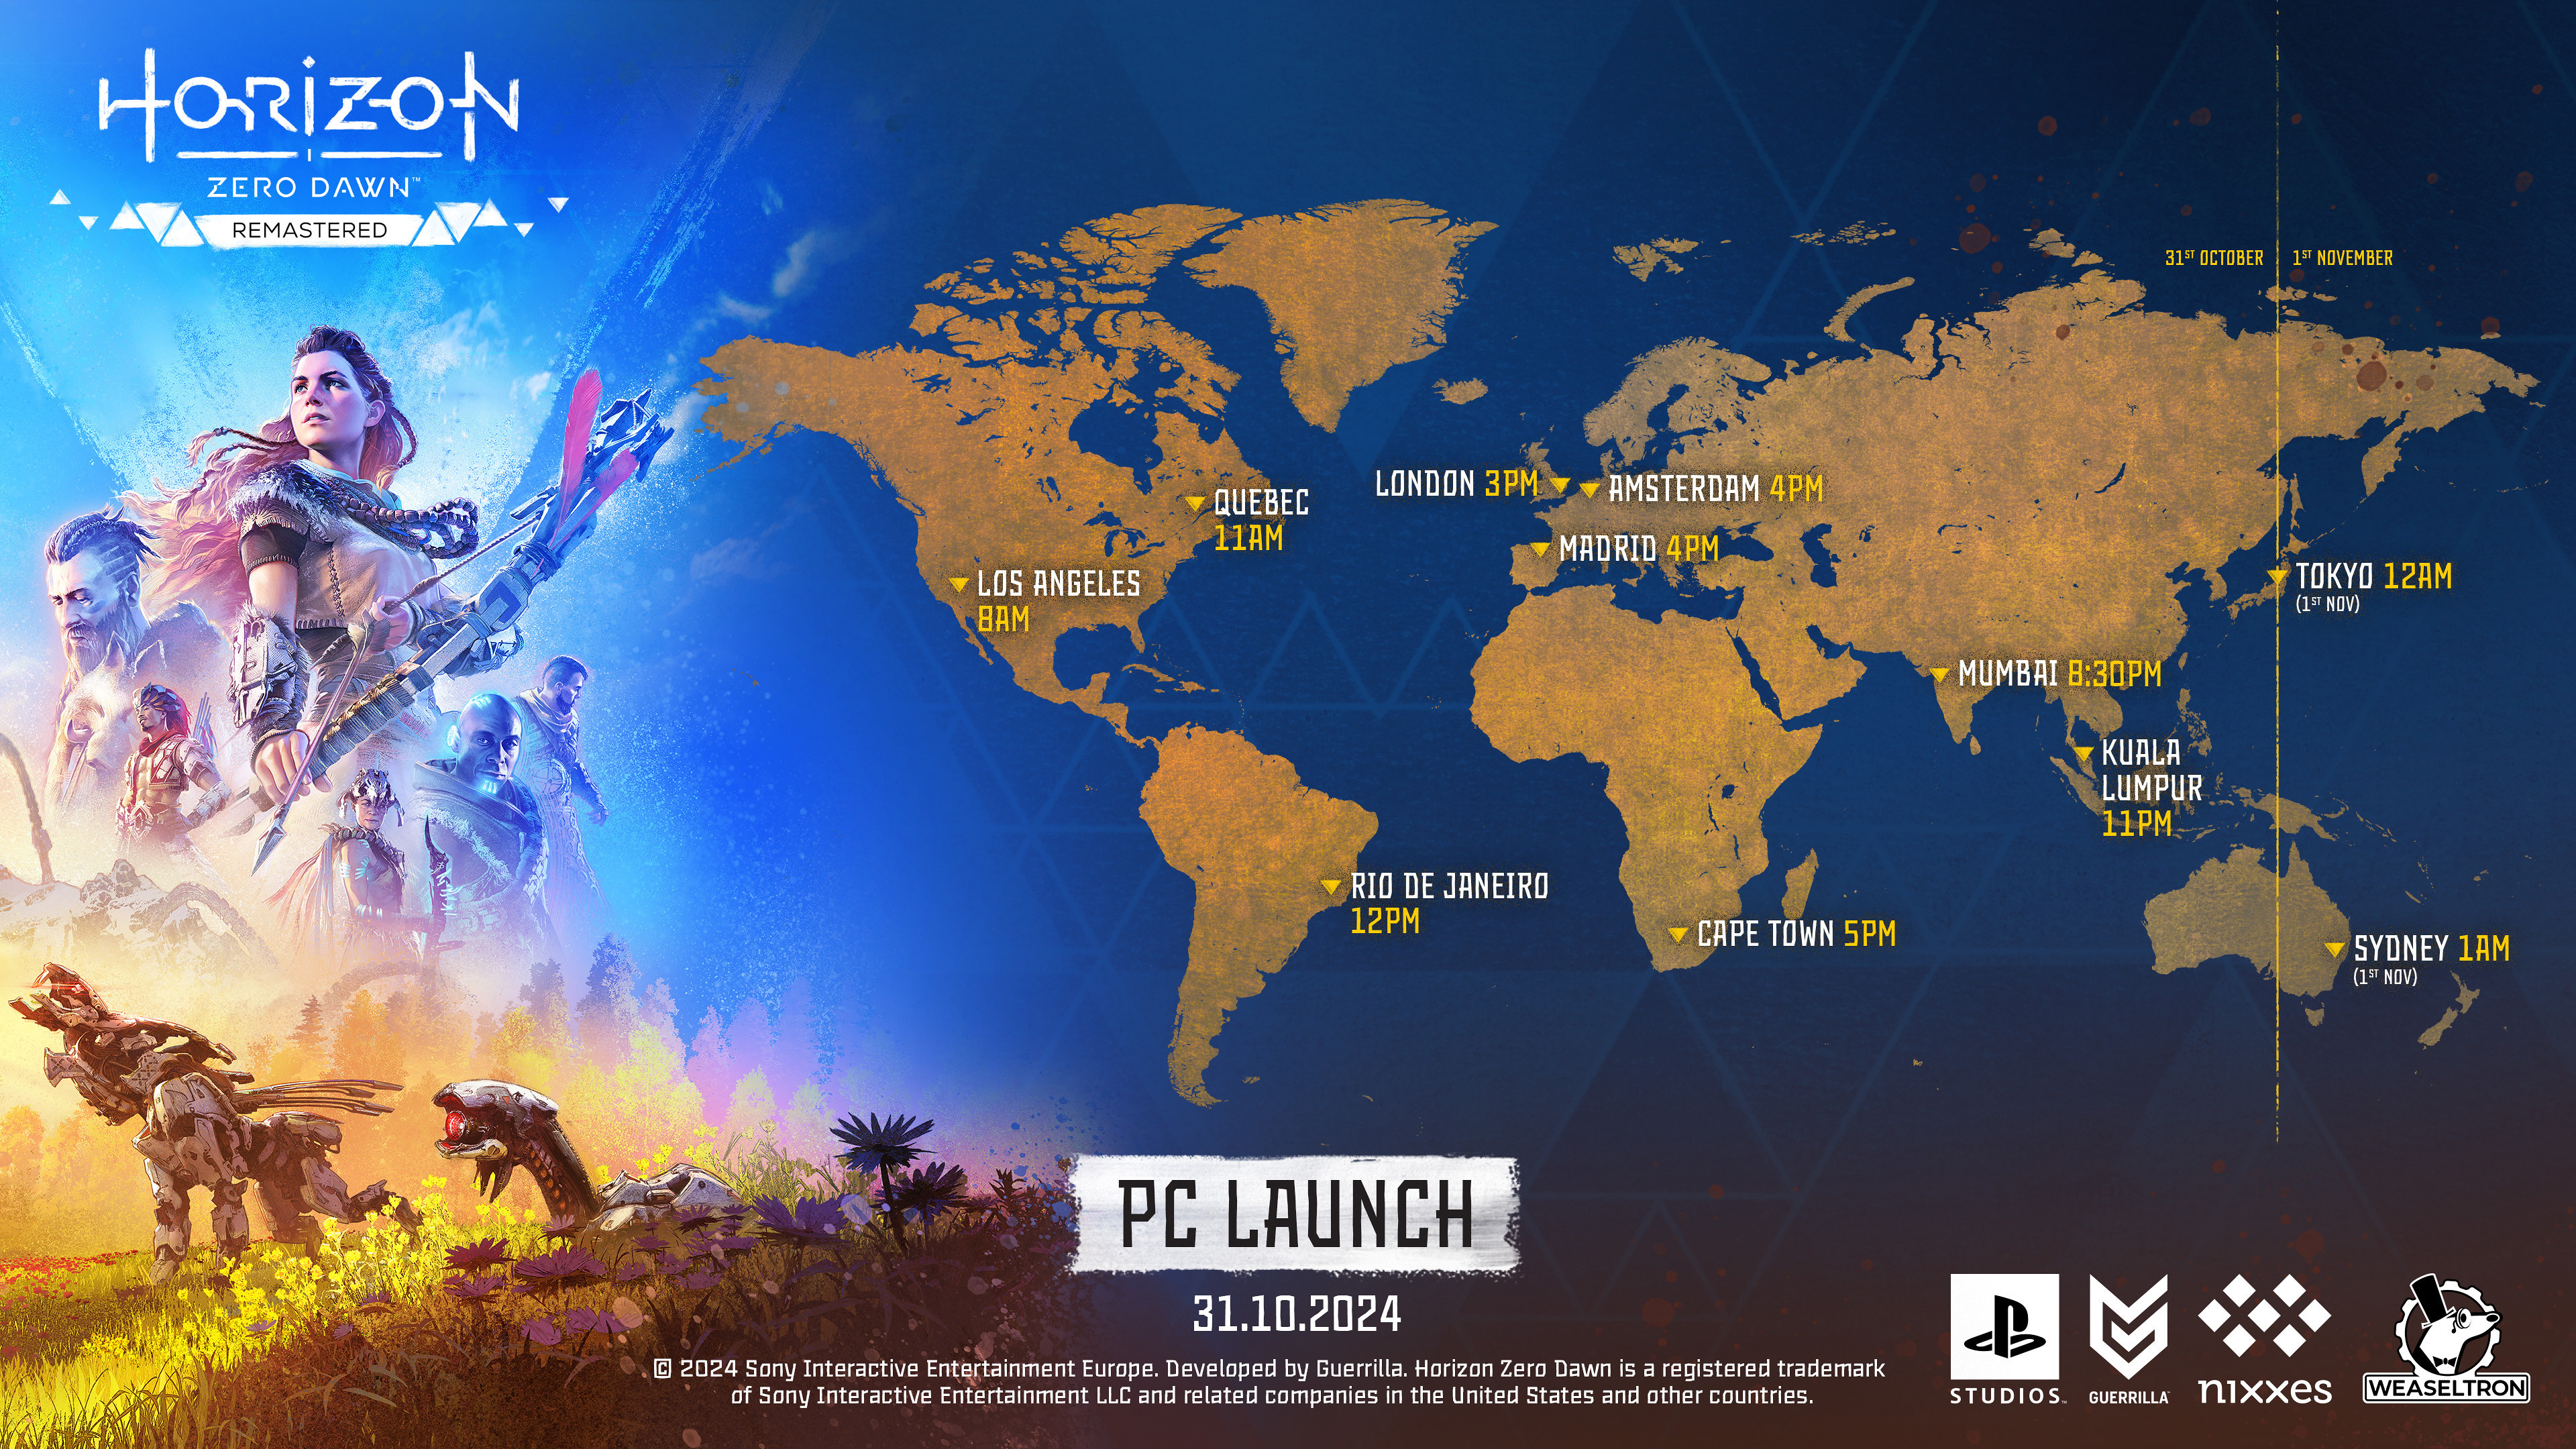 HORIZON
ZERO DAWN™
REMASTERED
31ST OCTOBER
1ST NOVEMBER
LONDON 3PM
AMSTERDAM 4PM
QUEBEC
11AM
MADRID 4PM
LOS ANGELES
8AM
TOKYO 12AM
(1ST NOV)
MUMBAI 8:30PM
KUALA
LUMPUR
11PM
RIO DE JANEIRO
12PM
CAPE TOWN 5PM
SYDNEY 1AM
(1ST NOV)
PC LAUNCH
31.10.2024
© 2024 Sony Interactive Entertainment Europe. Developed by Guerrilla. Horizon Zero Dawn is a registered trademark
of Sony Interactive Entertainment LLC and related companies in the United States and other countries.
STUDIOS™
GUERRILLA
nixxes
WEASELTRON